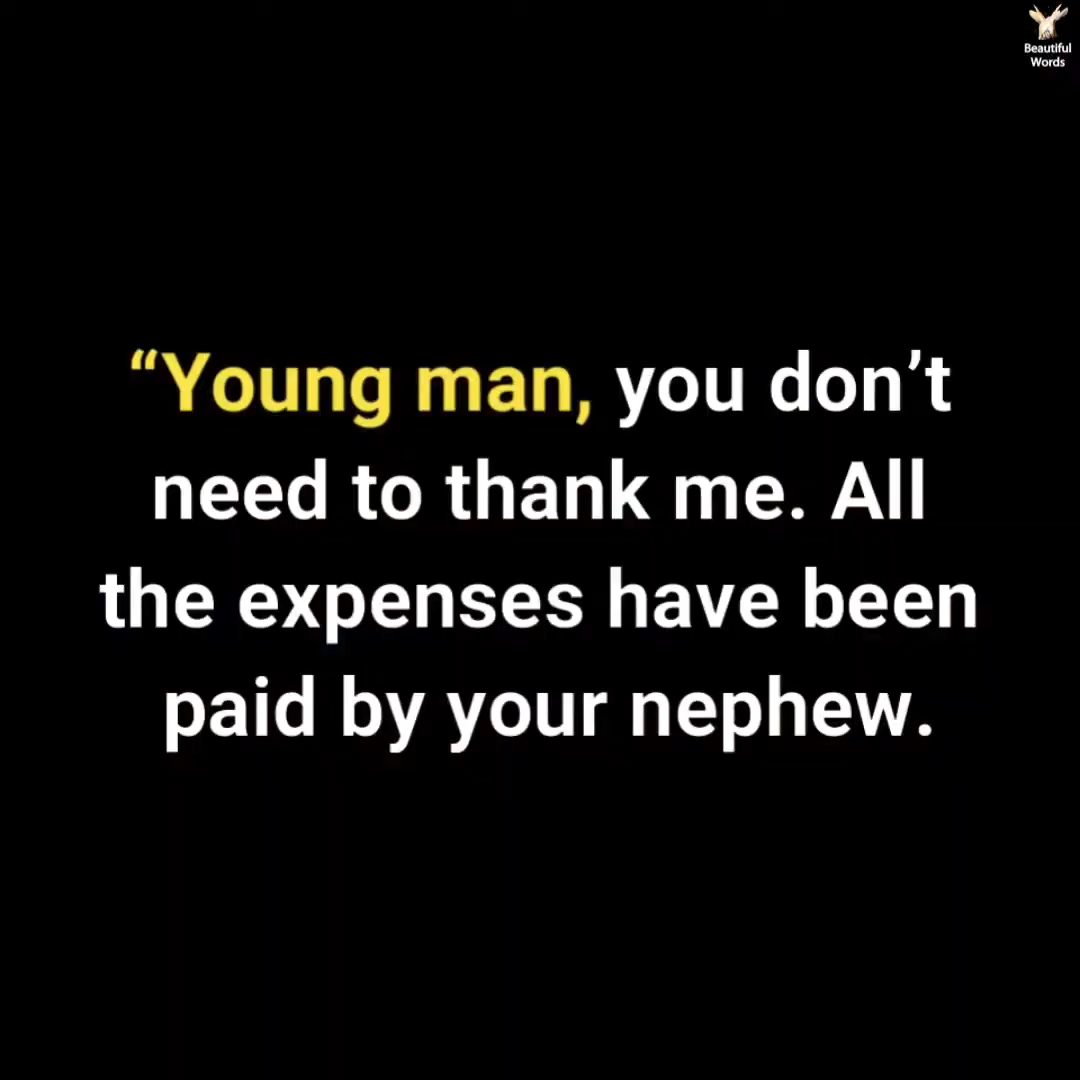 Beautiful
Words
“Young man, you don’t
need to thank me. All
the expenses have been
paid by your nephew.